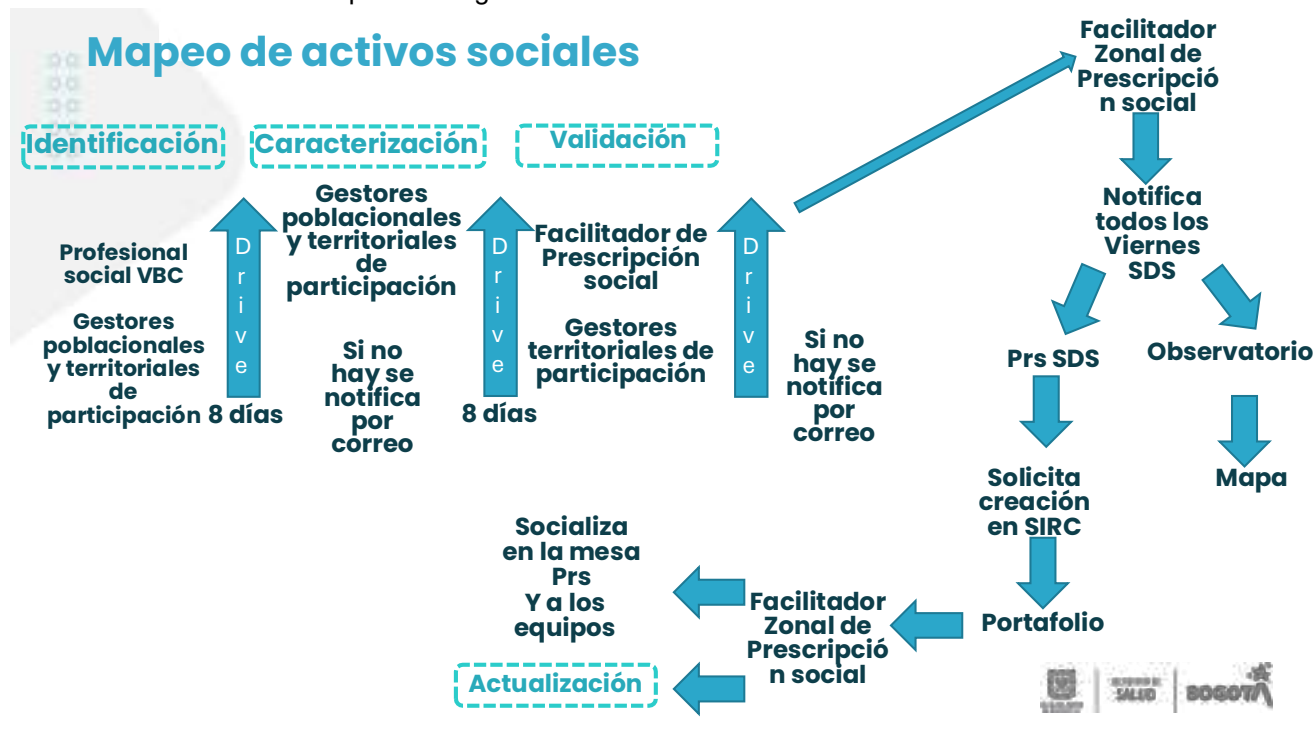 Mapeo de activos sociales
Identificación
Caracterización
Validación
Profesional
social VBC
Gestores
poblacionales
y territoriales
de
participación
Drive
8 días
Gestores
poblacionales
y territoriales
de
participación
Si no
hay se
notifica
por
correo
Drive
8 días
Facilitador de
Prescripción
social
Gestores
territoriales de
participación
Drive
Si no
hay se
notifica
por
correo
Facilitador
Zonal de
Prescripció
n social
Notifica
todos los
Viernes
SDS
Prs SDS
Observatorio
Solicita
creación
en SIRC
Mapa
Portafolio
Facilitador
Zonal de
Prescripció
n social
Socializa
en la mesa
Prs
Y a los
equipos
Actualización
SALUD
BOGOTÁ